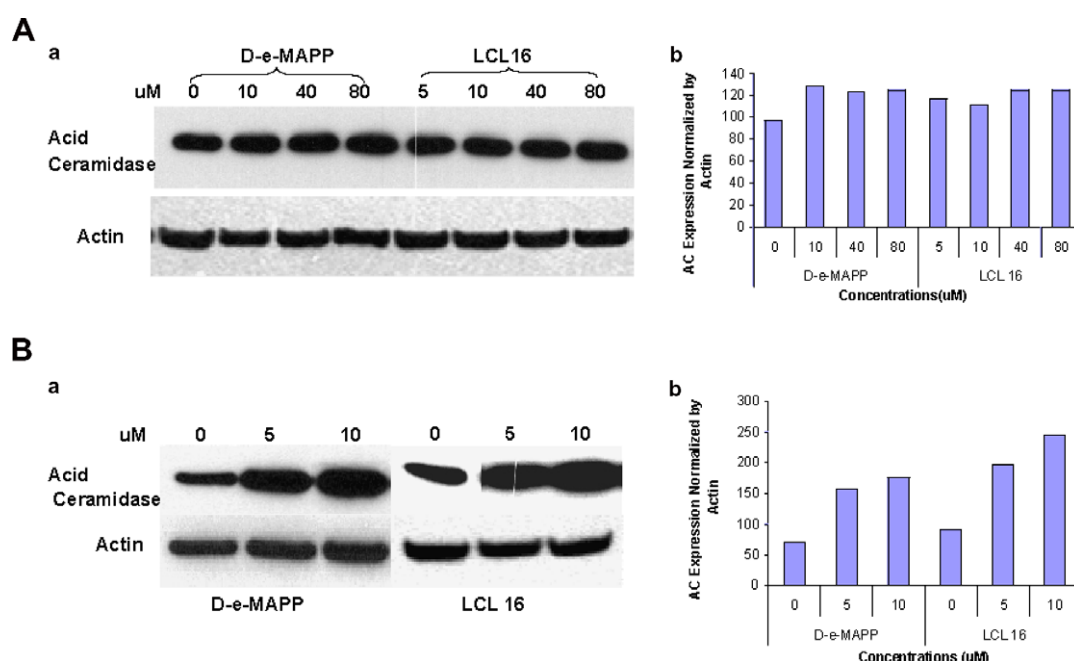 A
a
D-e-MAPP
LCL16
uM 0 10 40 80 5 10 40 80
Acid
Ceramidase
Actin
b
AC Expression Normalized by
Actin
140
120
100
80
60
40
20
0
0 10 40 80 5 10 40 80
D-e-MAPP LCL 16
Concentrations(uM)
B
a
uM 0 5 10 0 5 10
Acid
Ceramidase
Actin
D-e-MAPP LCL 16
b
AC Expression Normalized by
Actin
300
250
200
150
100
50
0
0 5 10 0 5 10
D-e-MAPP LCL 16
Concentrations (uM)